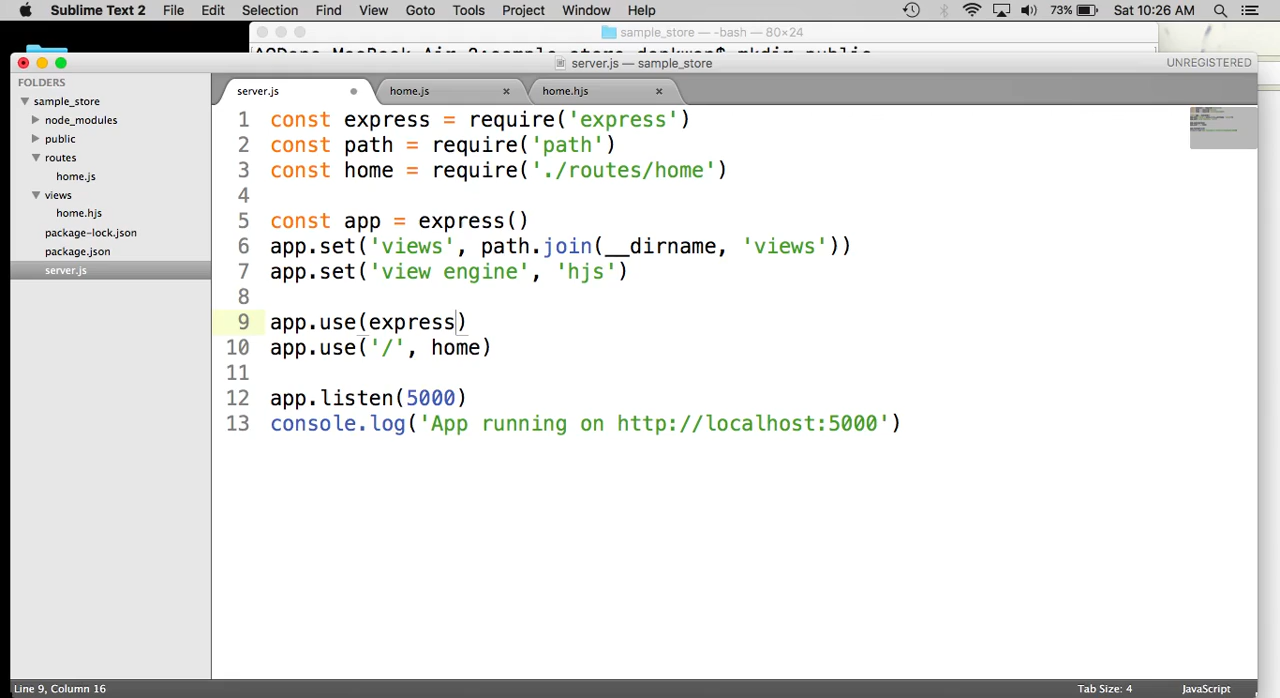 Sublime Text 2 File Edit Selection Find View Goto Tools Project Window Help 73% Sat 10:26 AM
sample_store — -bash — 80×24
server.js — sample_store UNREGISTERED
FOLDERS
sample_store
node_modules
public
routes
home.js
views
home.hjs
package-lock.json
package.json
server.js
server.js home.js home.hjs
1 const express = require('express')
2 const path = require('path')
3 const home = require('./routes/home')
4
5 const app = express()
6 app.set('views', path.join(__dirname, 'views'))
7 app.set('view engine', 'hjs')
8
9 app.use(express)
10 app.use('/', home)
11
12 app.listen(5000)
13 console.log('App running on http://localhost:5000')
Line 9, Column 16 Tab Size: 4 JavaScript